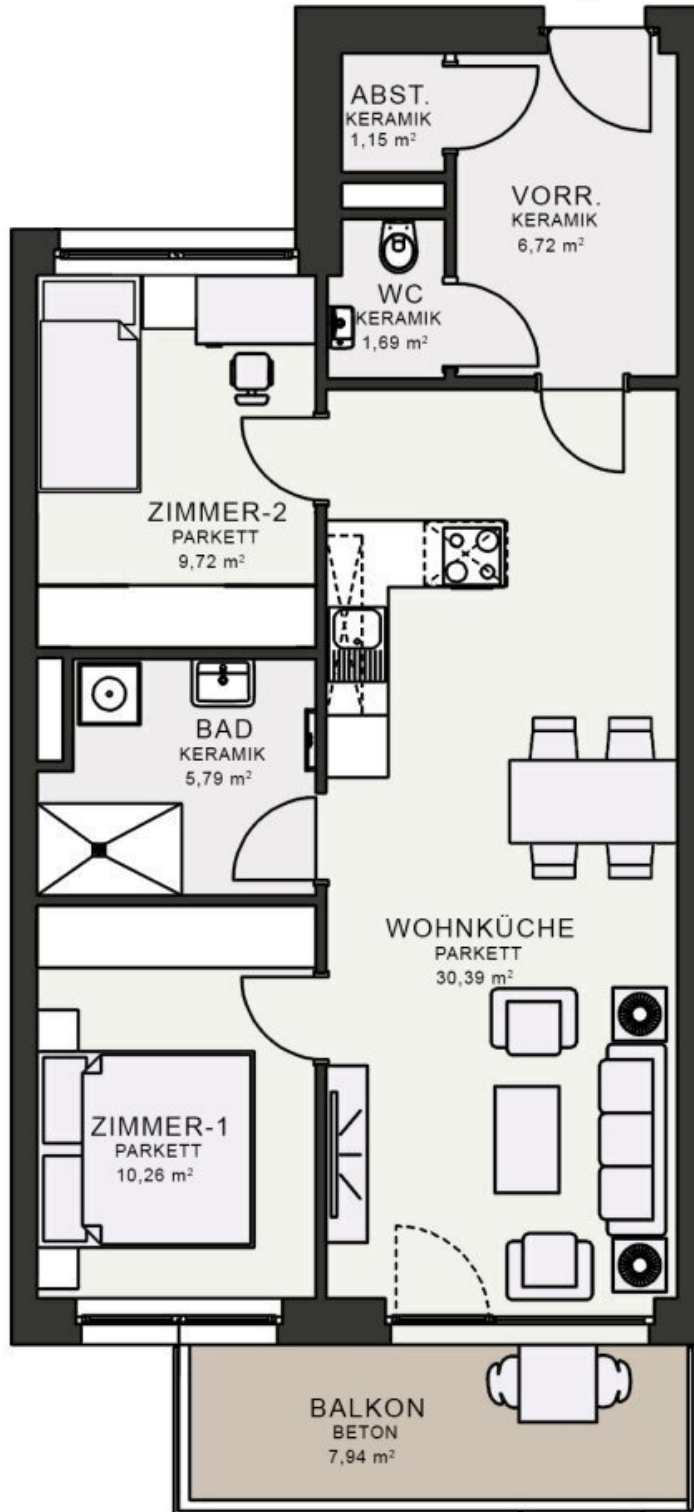 ABST.
KERAMIK
1,15 m²
VORR.
KERAMIK
6,72 m²
WC
KERAMIK
1,69 m²
ZIMMER-2
PARKETT
9,72 m²
BAD
KERAMIK
5,79 m²
WOHNKÜCHE
PARKETT
30,39 m²
ZIMMER-1
PARKETT
10,26 m²
BALKON
BETON
7,94 m²